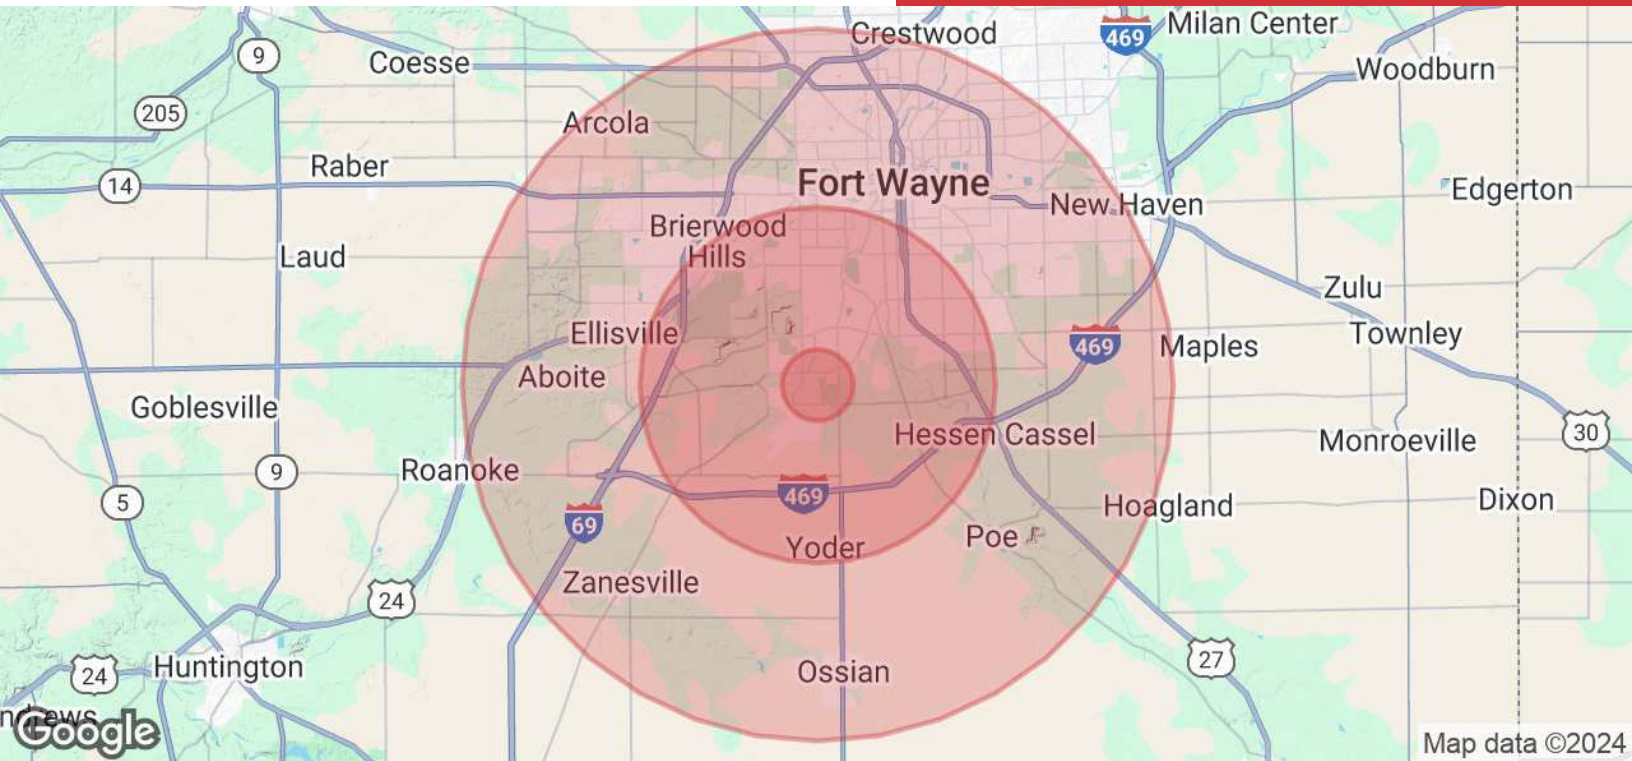 Crestwood
469
Milan Center
9
Coesse
Woodburn
205
Arcola
Raber
14
Fort Wayne
Edgerton
New Haven
Brierwood
Hills
Laud
Zulu
Ellisville
Townley
469
Maples
Aboite
Goblesville
Hessen Cassel
30
Monroeville
Roanoke
9
5
469
Dixon
Hoagland
69
Poe
Yoder
Zanesville
24
27
Huntington
Ossian
24
ndrews
Google
Map data ©2024